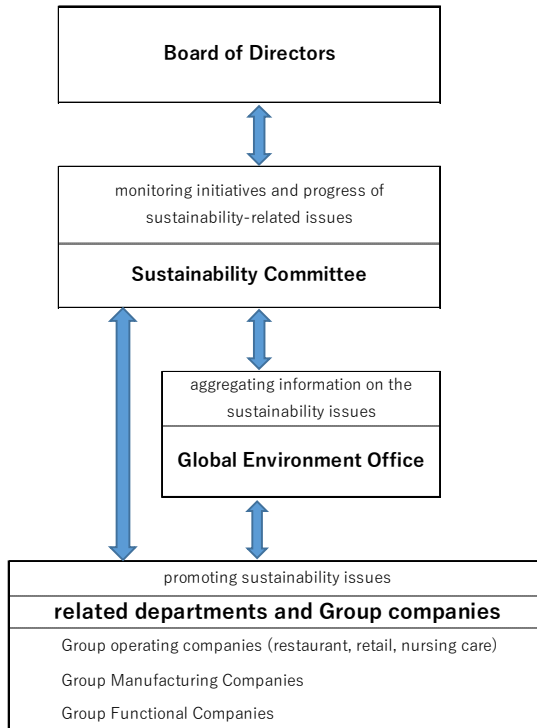 Board of Directors
monitoring initiatives and progress of
sustainability-related issues
Sustainability Committee
aggregating information on the
sustainability issues
Global Environment Office
promoting sustainability issues
related departments and Group companies
Group operating companies (restaurant, retail, nursing care)
Group Manufacturing Companies
Group Functional Companies